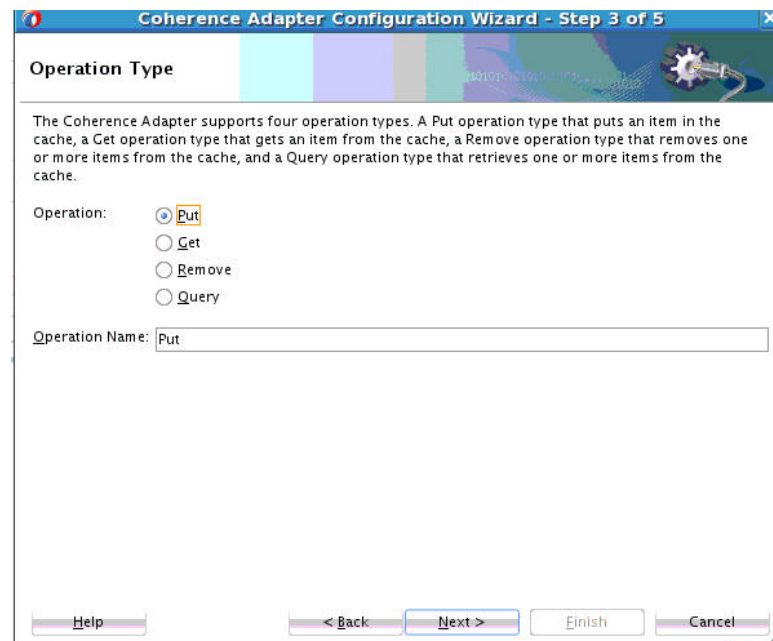 Coherence Adapter Configuration Wizard - Step 3 of 5
Operation Type
The Coherence Adapter supports four operation types. A Put operation type that puts an item in the
cache, a Get operation type that gets an item from the cache, a Remove operation type that removes one
or more items from the cache, and a Query operation type that retrieves one or more items from the
cache.
Operation:
Put
Get
Remove
Query
Operation Name: Put
Help
< Back
Next >
Finish
Cancel